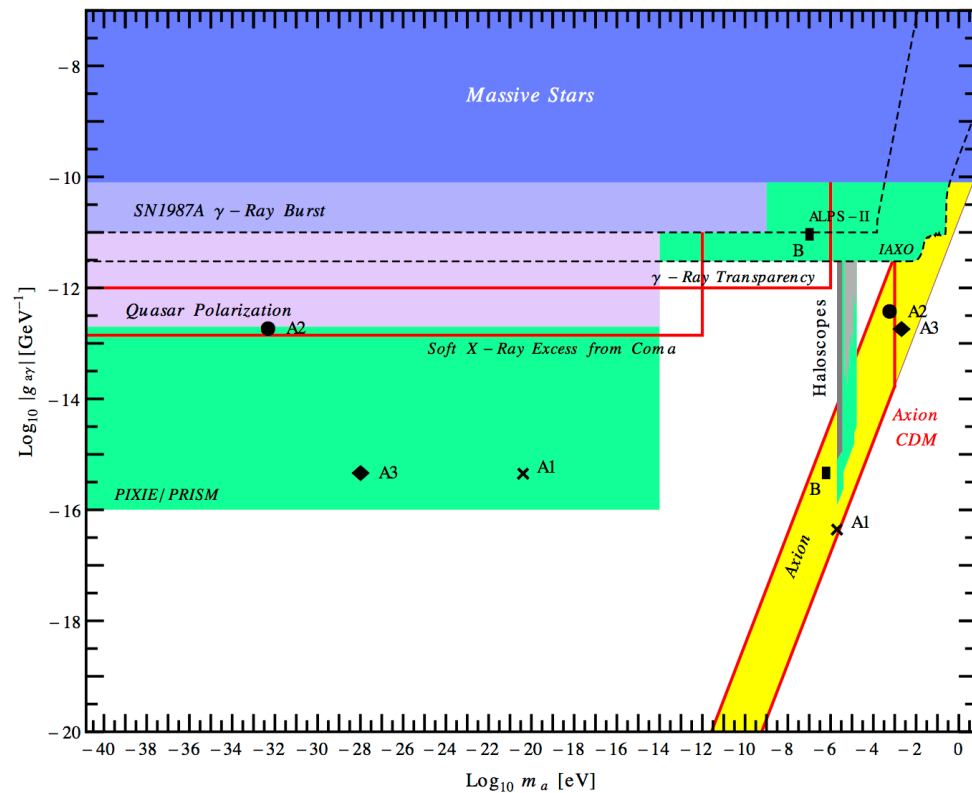 Massive Stars
SN1987A γ−Ray Burst
ALPS−II
B
IAXO
γ−Ray Transparency
Quasar Polarization
A2
A2
A3
Soft X−Ray Excess from Coma
Haloscopes
Axion
CDM
A3
A1
B
PIXIE/PRISM
A1
Axion
−8
−10
−12
−14
−16
−18
−20
Log₁₀ |g aγ| [GeV⁻¹]
−40 −38 −36 −34 −32 −30 −28 −26 −24 −22 −20 −18 −16 −14 −12 −10 −8 −6 −4 −2 0
Log₁₀ m a [eV]